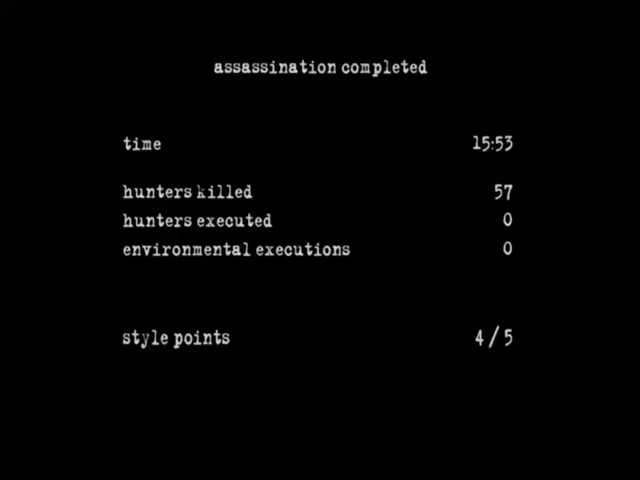 assassination completed
time 15:53
hunters killed 57
hunters executed 0
environmental executions 0
style points 4/5